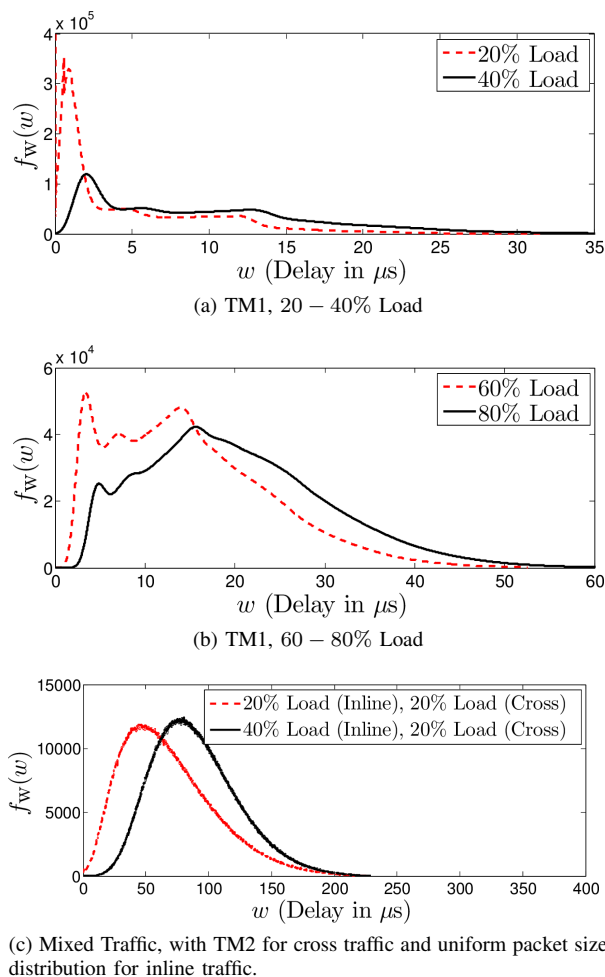 x 10⁵
4
3
2
1
0
f_W(w)
20% Load
40% Load
0 5 10 15 20 25 30 35
w (Delay in μs)
(a) TM1, 20 − 40% Load
x 10⁴
6
4
2
0
f_W(w)
60% Load
80% Load
0 10 20 30 40 50 60
w (Delay in μs)
(b) TM1, 60 − 80% Load
15000
10000
5000
0
f_W(w)
20% Load (Inline), 20% Load (Cross)
40% Load (Inline), 20% Load (Cross)
0 50 100 150 200 250 300 350 400
w (Delay in μs)
(c) Mixed Traffic, with TM2 for cross traffic and uniform packet size
distribution for inline traffic.